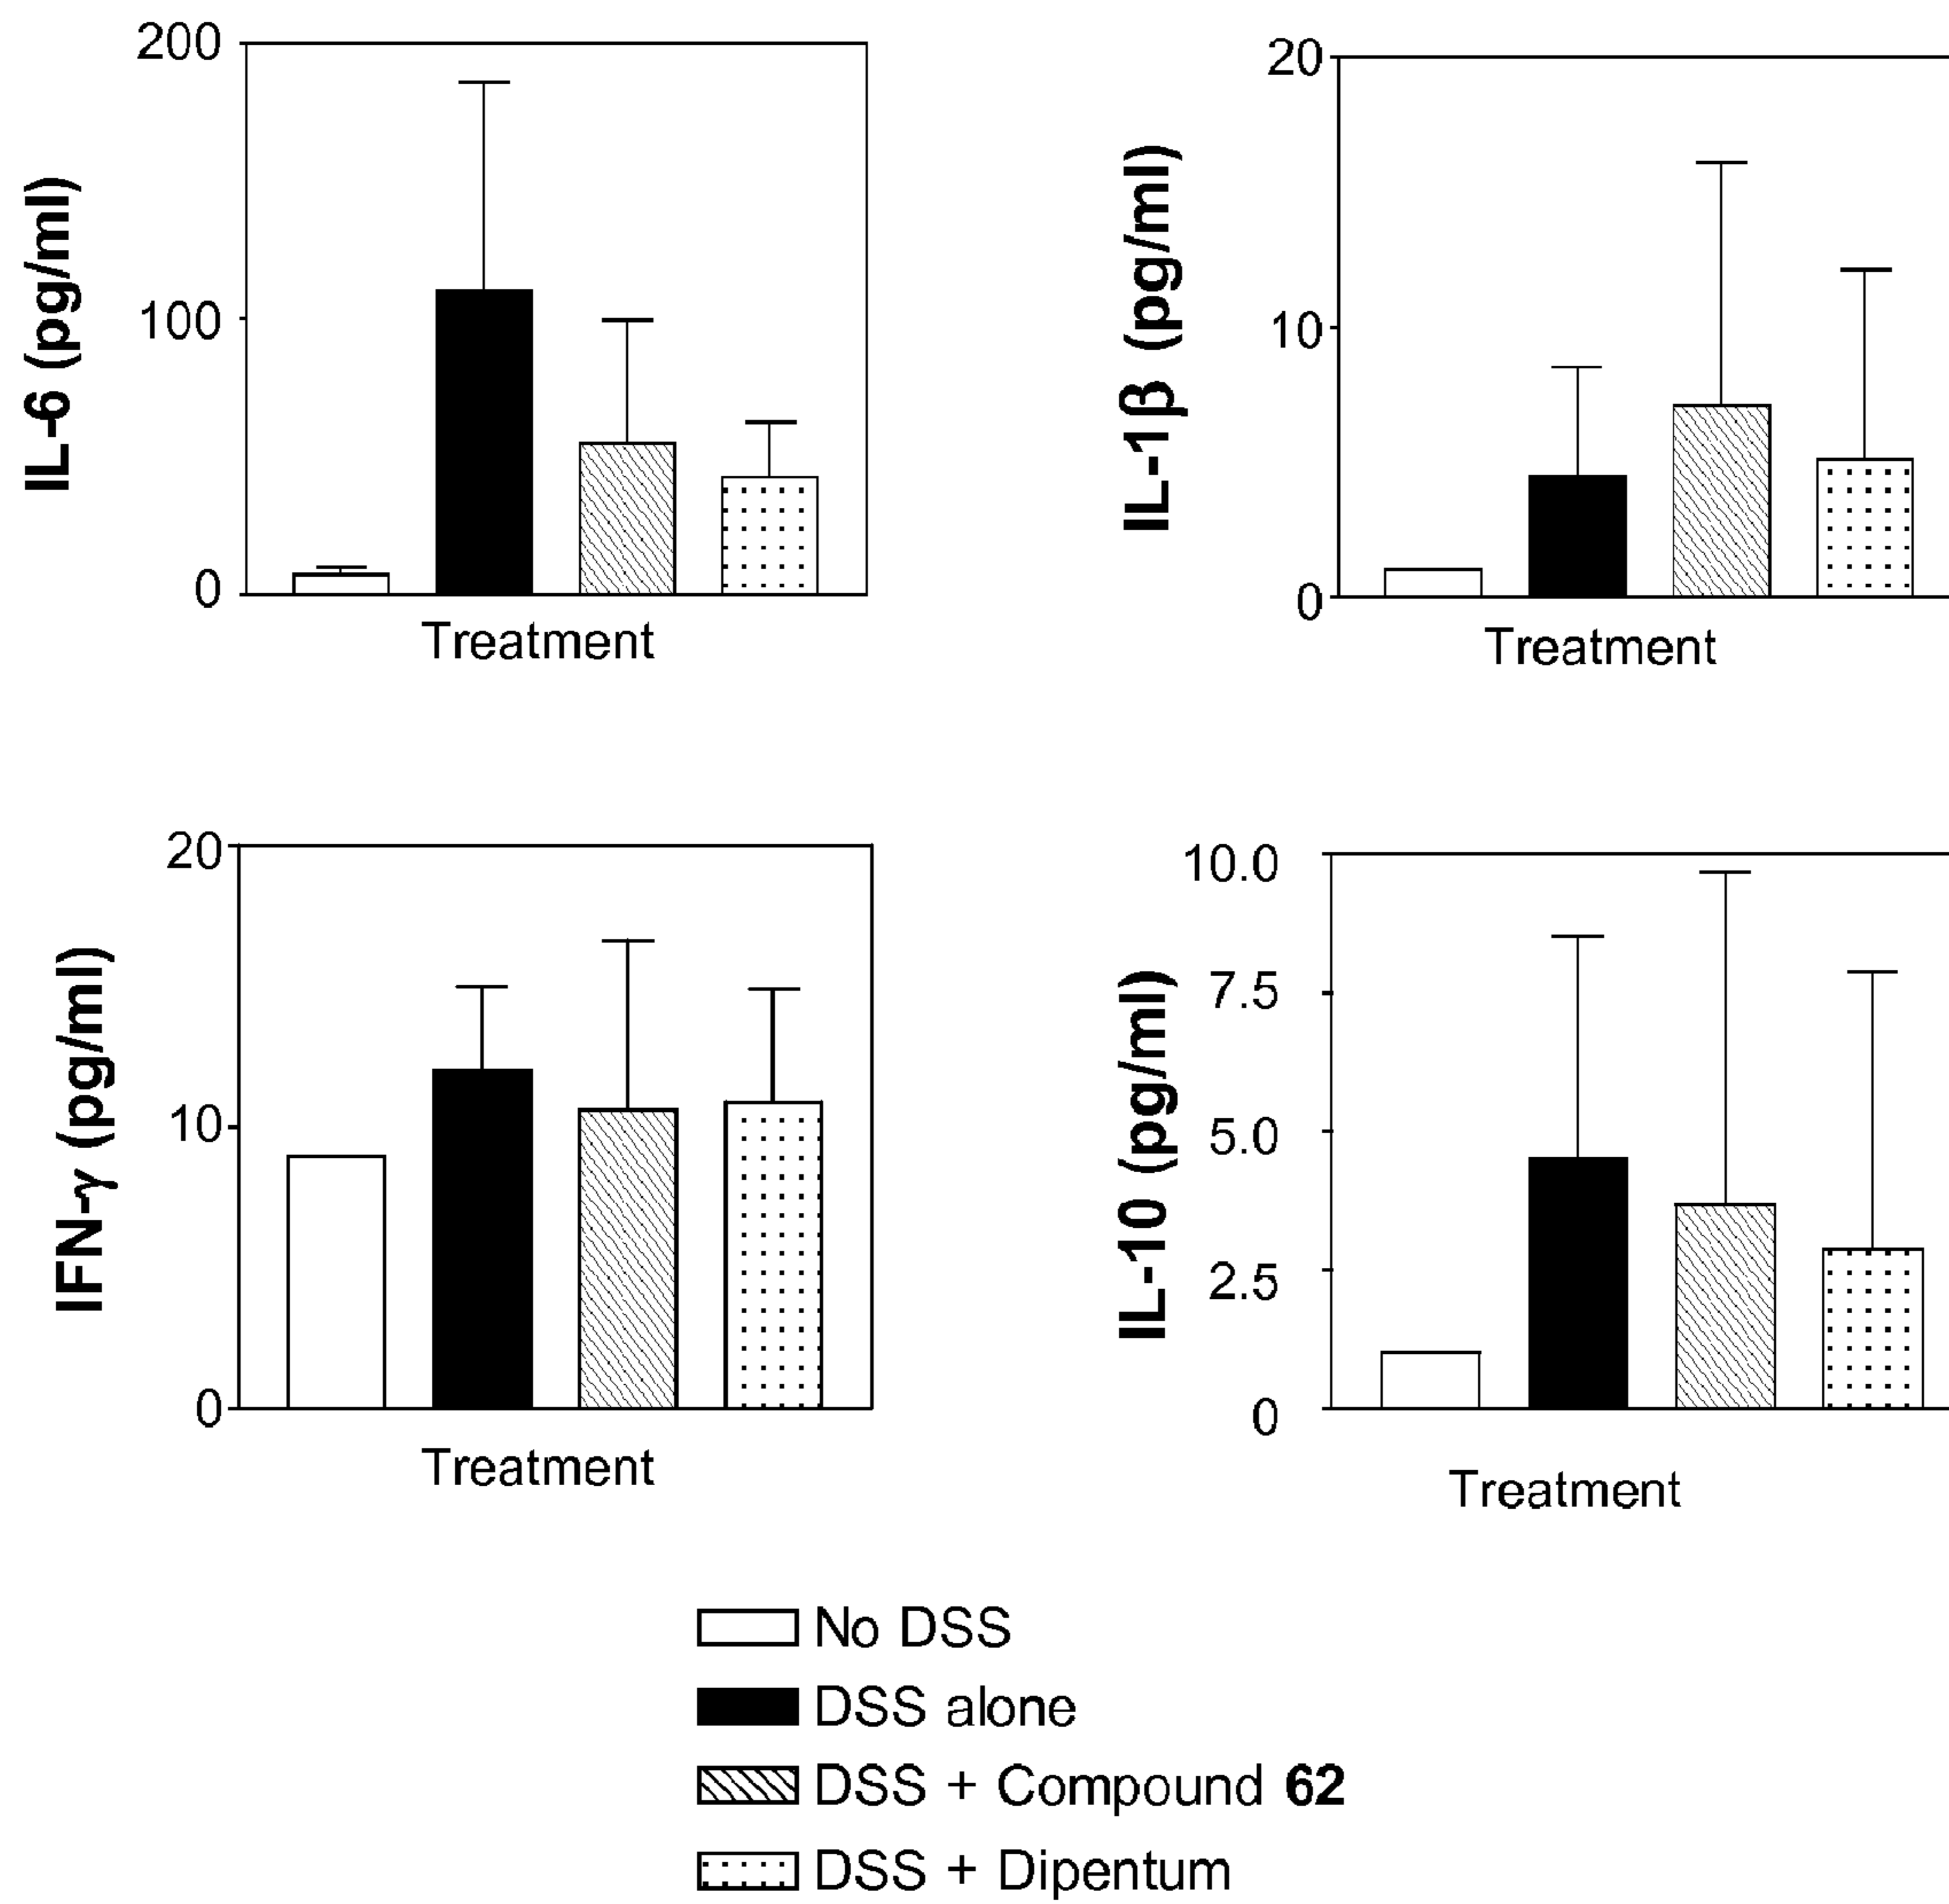 200
100
0
IL-6 (pg/ml)
Treatment
20
10
0
IL-1β (pg/ml)
Treatment
20
10
0
IFN-γ (pg/ml)
Treatment
10.0
7.5
5.0
2.5
0
IL-10 (pg/ml)
Treatment
No DSS
DSS alone
DSS + Compound 62
DSS + Dipentum